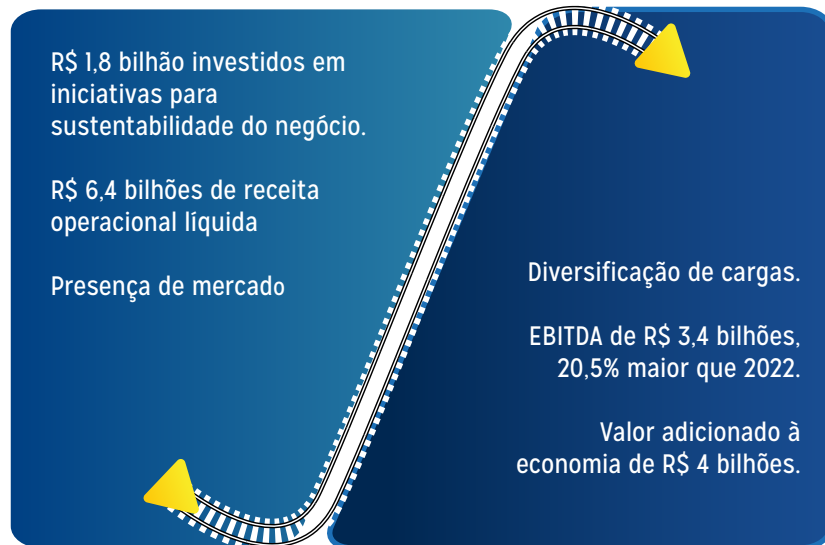 R$ 1,8 bilhão investidos em
iniciativas para
sustentabilidade do negócio.
R$ 6,4 bilhões de receita
operacional líquida
Presença de mercado
Diversificação de cargas.
EBITDA de R$ 3,4 bilhões,
20,5% maior que 2022.
Valor adicionado à
economia de R$ 4 bilhões.